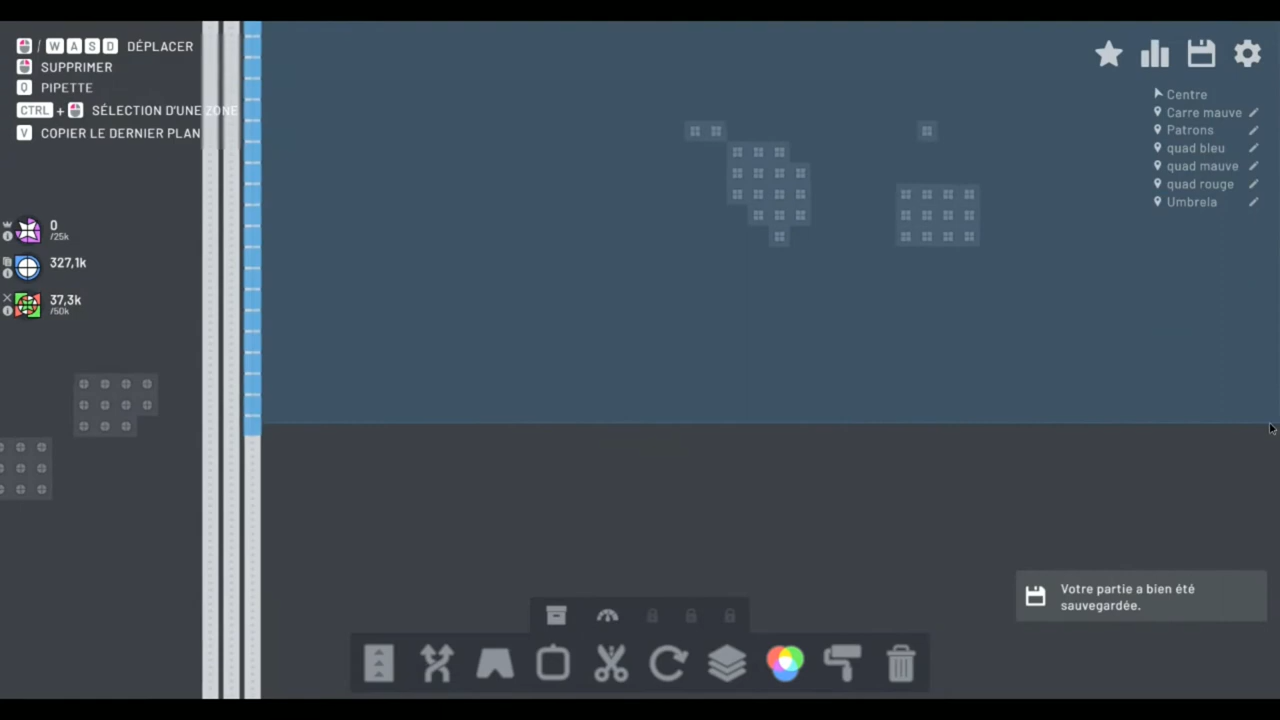 / W A S D DÉPLACER
SUPPRIMER
Q PIPETTE
CTRL + SÉLECTION D'UNE ZONE
V COPIER LE DERNIER PLAN
0
/25k
327,1k
37,3k
/50k
Centre
Carre mauve
Patrons
quad bleu
quad mauve
quad rouge
Umbrela
Votre partie a bien été
sauvegardée.